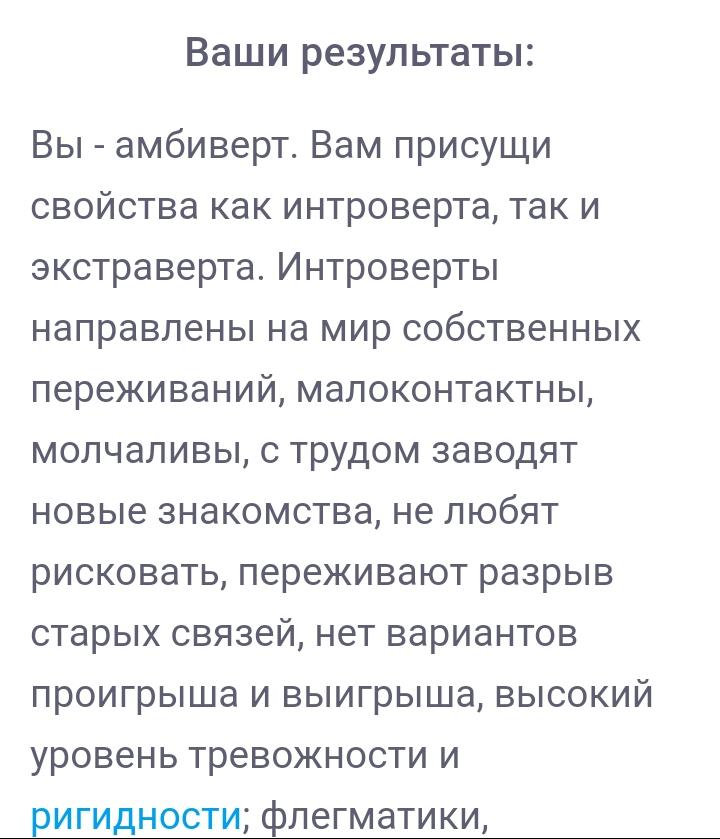 Ваши результаты:
Вы - амбиверт. Вам присущи
свойства как интроверта, так и
экстраверта. Интроверты
направлены на мир собственных
переживаний, малоконтактны,
молчаливы, с трудом заводят
новые знакомства, не любят
рисковать, переживают разрыв
старых связей, нет вариантов
проигрыша и выигрыша, высокий
уровень тревожности и
ригидности; флегматики,